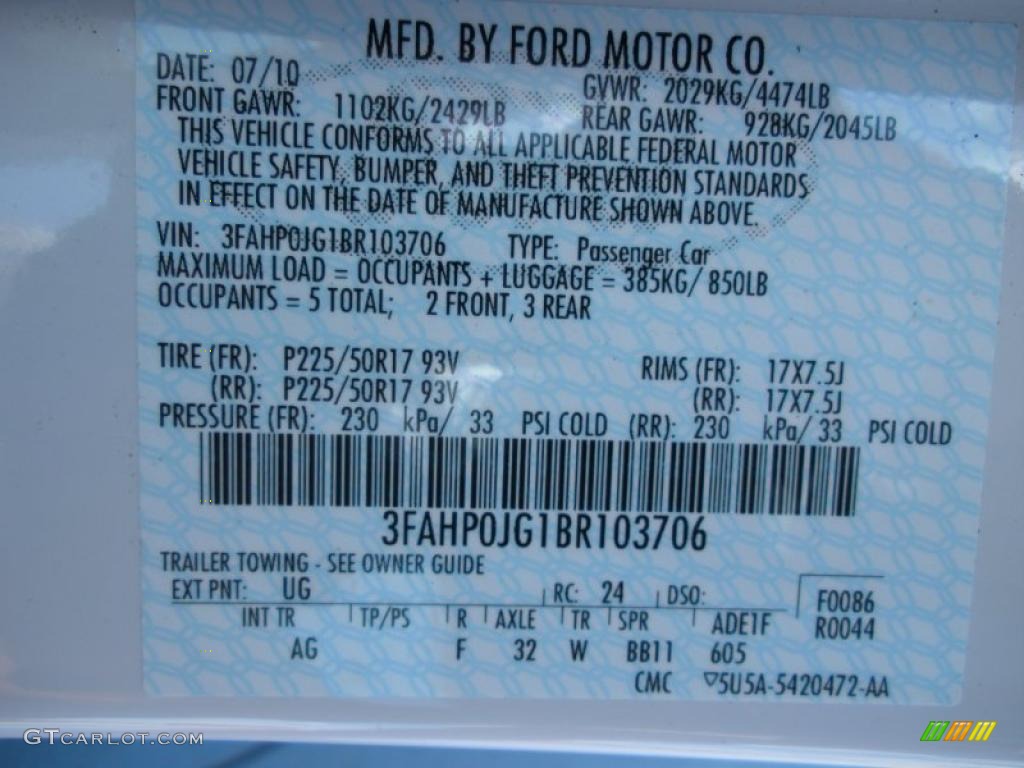 MFD. BY FORD MOTOR CO.
DATE: 07/10 GVWR: 2029KG/4474LB
FRONT GAWR: 1102KG/2429LB REAR GAWR: 928KG/2045LB
THIS VEHICLE CONFORMS TO ALL APPLICABLE FEDERAL MOTOR
VEHICLE SAFETY, BUMPER, AND THEFT PREVENTION STANDARDS
IN EFFECT ON THE DATE OF MANUFACTURE SHOWN ABOVE.
VIN: 3FAHP0JG1BR103706 TYPE: Passenger Car
MAXIMUM LOAD = OCCUPANTS + LUGGAGE = 385KG/ 850LB
OCCUPANTS = 5 TOTAL; 2 FRONT, 3 REAR
TIRE (FR): P225/50R17 93V RIMS (FR): 17X7.5J
(RR): P225/50R17 93V (RR): 17X7.5J
PRESSURE (FR): 230 kPa/ 33 PSI COLD (RR): 230 kPa/ 33 PSI COLD
3FAHP0JG1BR103706
TRAILER TOWING - SEE OWNER GUIDE
EXT PNT: UG RC: 24 DSO: F0086
INT TR TP/PS R AXLE TR SPR ADE1F R0044
AG F 32 W BB11 605
CMC ▽5U5A-5420472-AA
GTCARLOT.COM